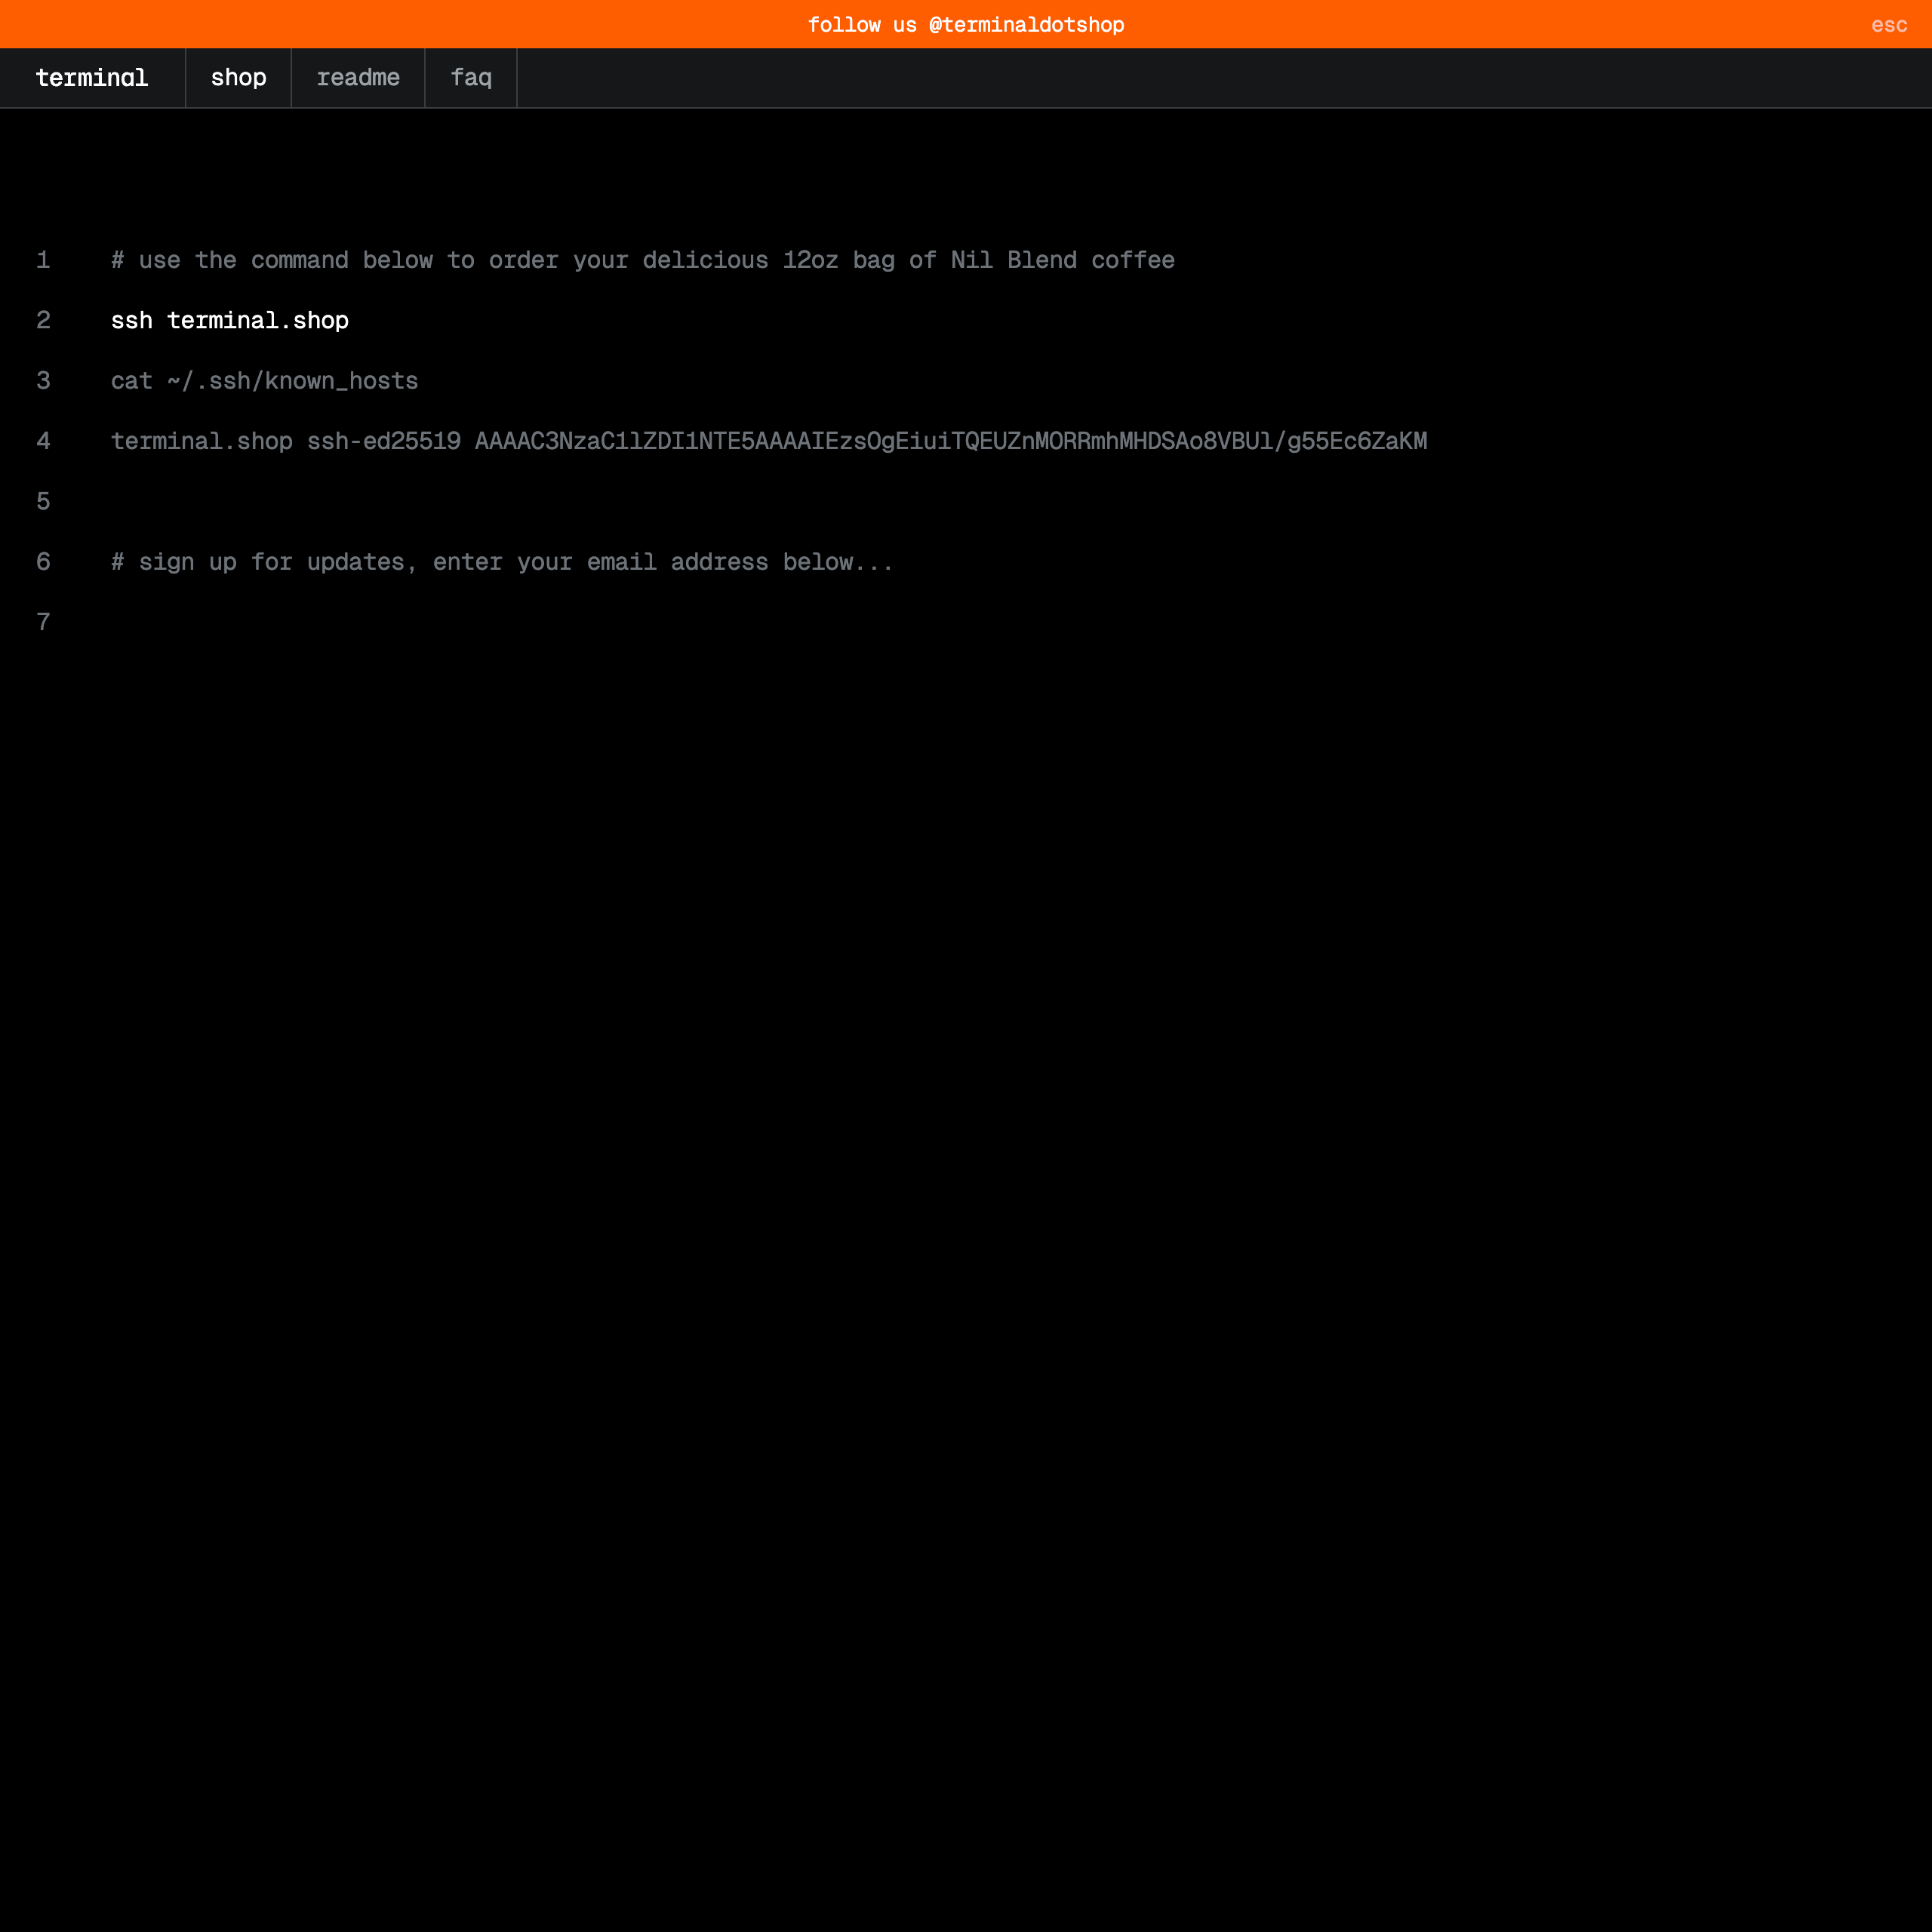 follow us @terminaldotshop esc
terminal shop readme faq
1 # use the command below to order your delicious 12oz bag of Nil Blend coffee
2 ssh terminal.shop
3 cat ~/.ssh/known_hosts
4 terminal.shop ssh-ed25519 AAAAC3NzaC1lZDI1NTE5AAAAIEzsOgEiuiTQEUZnMORRmhMHDSAo8VBUl/g55Ec6ZaKM
5
6 # sign up for updates, enter your email address below...
7